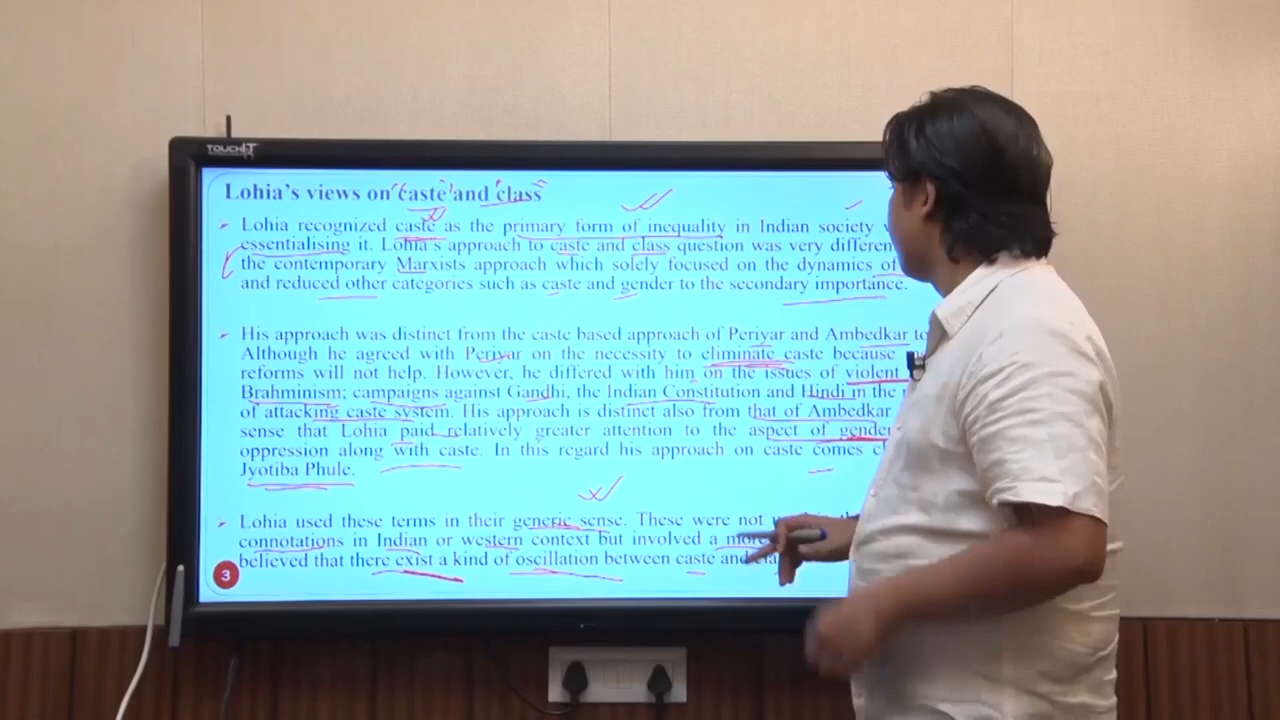 TOUCHIT
Lohia's views on "caste" and "class"
Lohia recognized caste as the primary form of inequality in Indian society
essentialising it. Lohia's approach to caste and class question was very
the contemporary Marxists approach which solely focused on the dynamics of
and reduced other categories such as caste and gender to the secondary importance.
His approach was distinct from the caste based approach of Periyar and Ambedkar
Although he agreed with Periyar on the necessity to eliminate caste because
reforms will not help. However, he differed with him on the issues of violent
Brahminism; campaigns against Gandhi, the Indian Constitution and Hindi in the
of attacking caste system. His approach is distinct also from that of Ambedkar
sense that Lohia paid relatively greater attention to the aspect of gender
oppression along with caste. In this regard his approach on caste comes
Jyotiba Phule.
Lohia used these terms in their generic sense. These were not
connotations in Indian or western context but involved a
believed that there exist a kind of oscillation between caste and
3